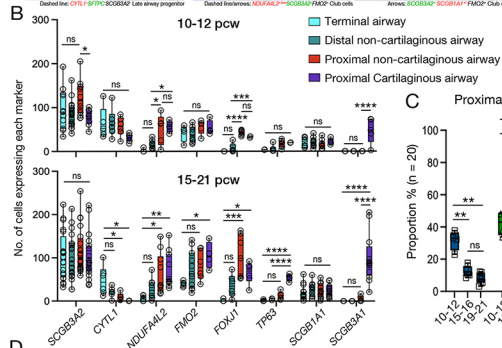 Dashed line: CYTL1⁺SFTPC⁻SCGB3A2⁻ Late airway progenitor
Dashed line/arrows: NDUFA4L2⁺SCGB3A2⁺FMO2⁺ Club cells
Arrows: SCGB3A2⁺ SCGB1A1⁺FMO2⁺ Club cells
B
10-12 pcw
Terminal airway
Distal non-cartilaginous airway
Proximal non-cartilaginous airway
Proximal Cartilaginous airway
No. of cells expressing each marker
300
200
100
0
ns
*
ns
ns
*
*
ns
ns
ns
****
***
ns
ns
ns
****
****
15-21 pcw
300
200
100
0
ns
ns
*
*
ns
**
*
ns
*
ns
***
*
ns
****
****
ns
****
****
SCGB3A2
CYTL1
NDUFA4L2
FMO2
FOXJ1
TP63
SCGB1A1
SCGB3A1
C
Proxima
Proportion % (n = 20)
100
80
60
40
20
0
**
**
ns
10-12
15-16
19-21
10-1
D